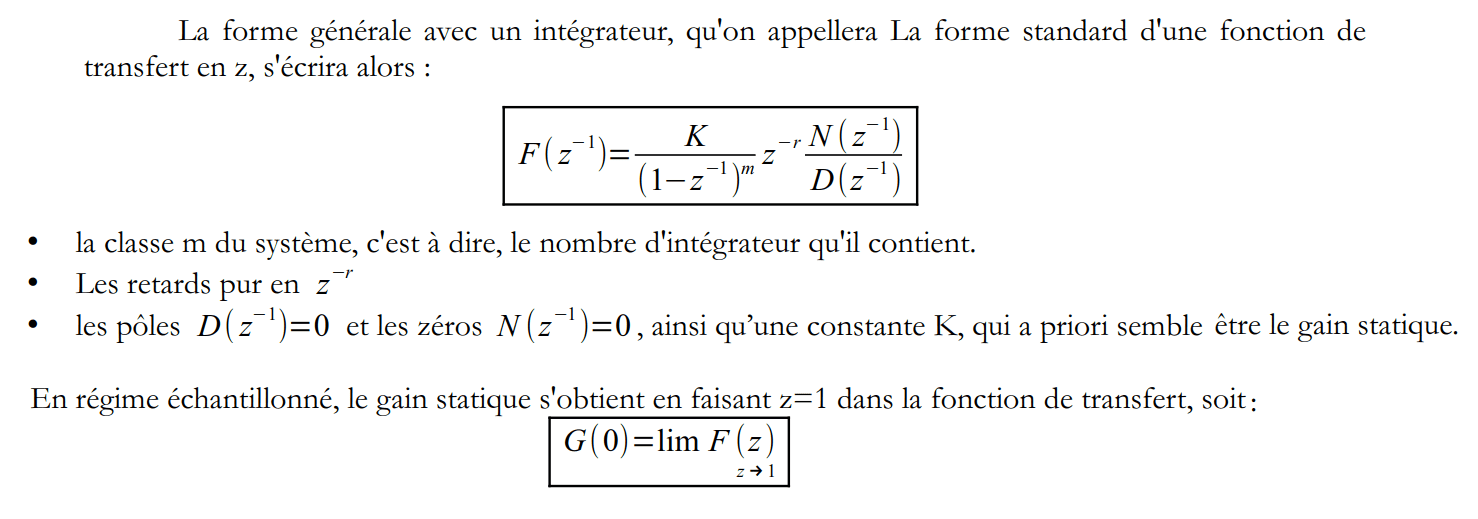 La forme générale avec un intégrateur, qu'on appellera La forme standard d'une fonction de
transfert en z, s'écrira alors :
F(z⁻¹)=K/(1−z⁻¹)ᵐ z⁻ʳ N(z⁻¹)/D(z⁻¹)
• la classe m du système, c'est à dire, le nombre d'intégrateur qu'il contient.
• Les retards pur en z⁻ʳ
• les pôles D(z⁻¹)=0 et les zéros N(z⁻¹)=0, ainsi qu’une constante K, qui a priori semble être le gain statique.
En régime échantillonné, le gain statique s'obtient en faisant z=1 dans la fonction de transfert, soit :
G(0)=lim F(z)
z→1